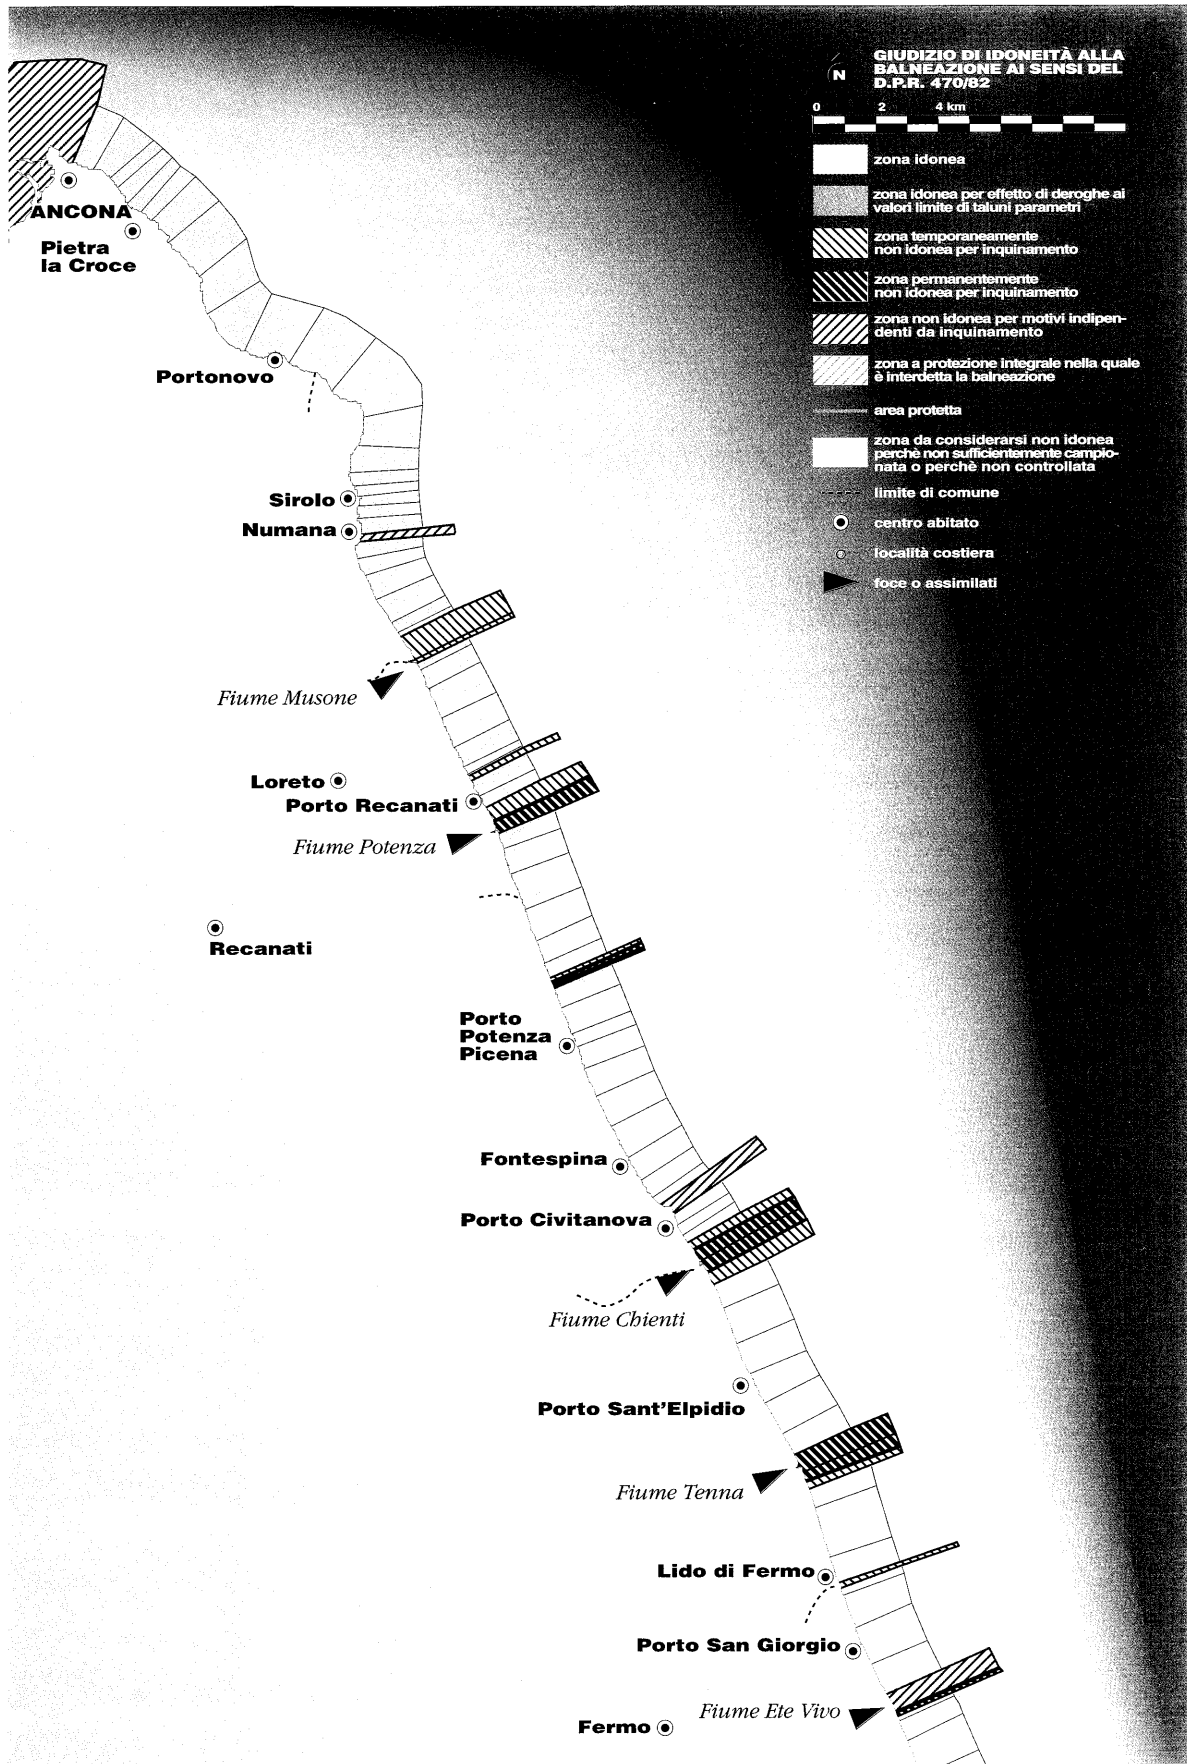 GIUDIZIO DI IDONEITÀ ALLA
BALNEAZIONE AI SENSI DEL
D.P.R. 470/82
N
0 2 4 km
zona idonea
zona idonea per effetto di deroghe ai
valori limite di taluni parametri
zona temporaneamente
non idonea per inquinamento
zona permanentemente
non idonea per inquinamento
zona non idonea per motivi indipen-
denti da inquinamento
zona a protezione integrale nella quale
è interdetta la balneazione
area protetta
zona da considerarsi non idonea
perchè non sufficientemente campio-
nata o perchè non controllata
limite di comune
centro abitato
località costiera
foce o assimilati
ANCONA
Pietra
la Croce
Portonovo
Sirolo
Numana
Fiume Musone
Loreto
Porto Recanati
Fiume Potenza
Recanati
Porto
Potenza
Picena
Fontespina
Porto Civitanova
Fiume Chienti
Porto Sant'Elpidio
Fiume Tenna
Lido di Fermo
Porto San Giorgio
Fiume Ete Vivo
Fermo